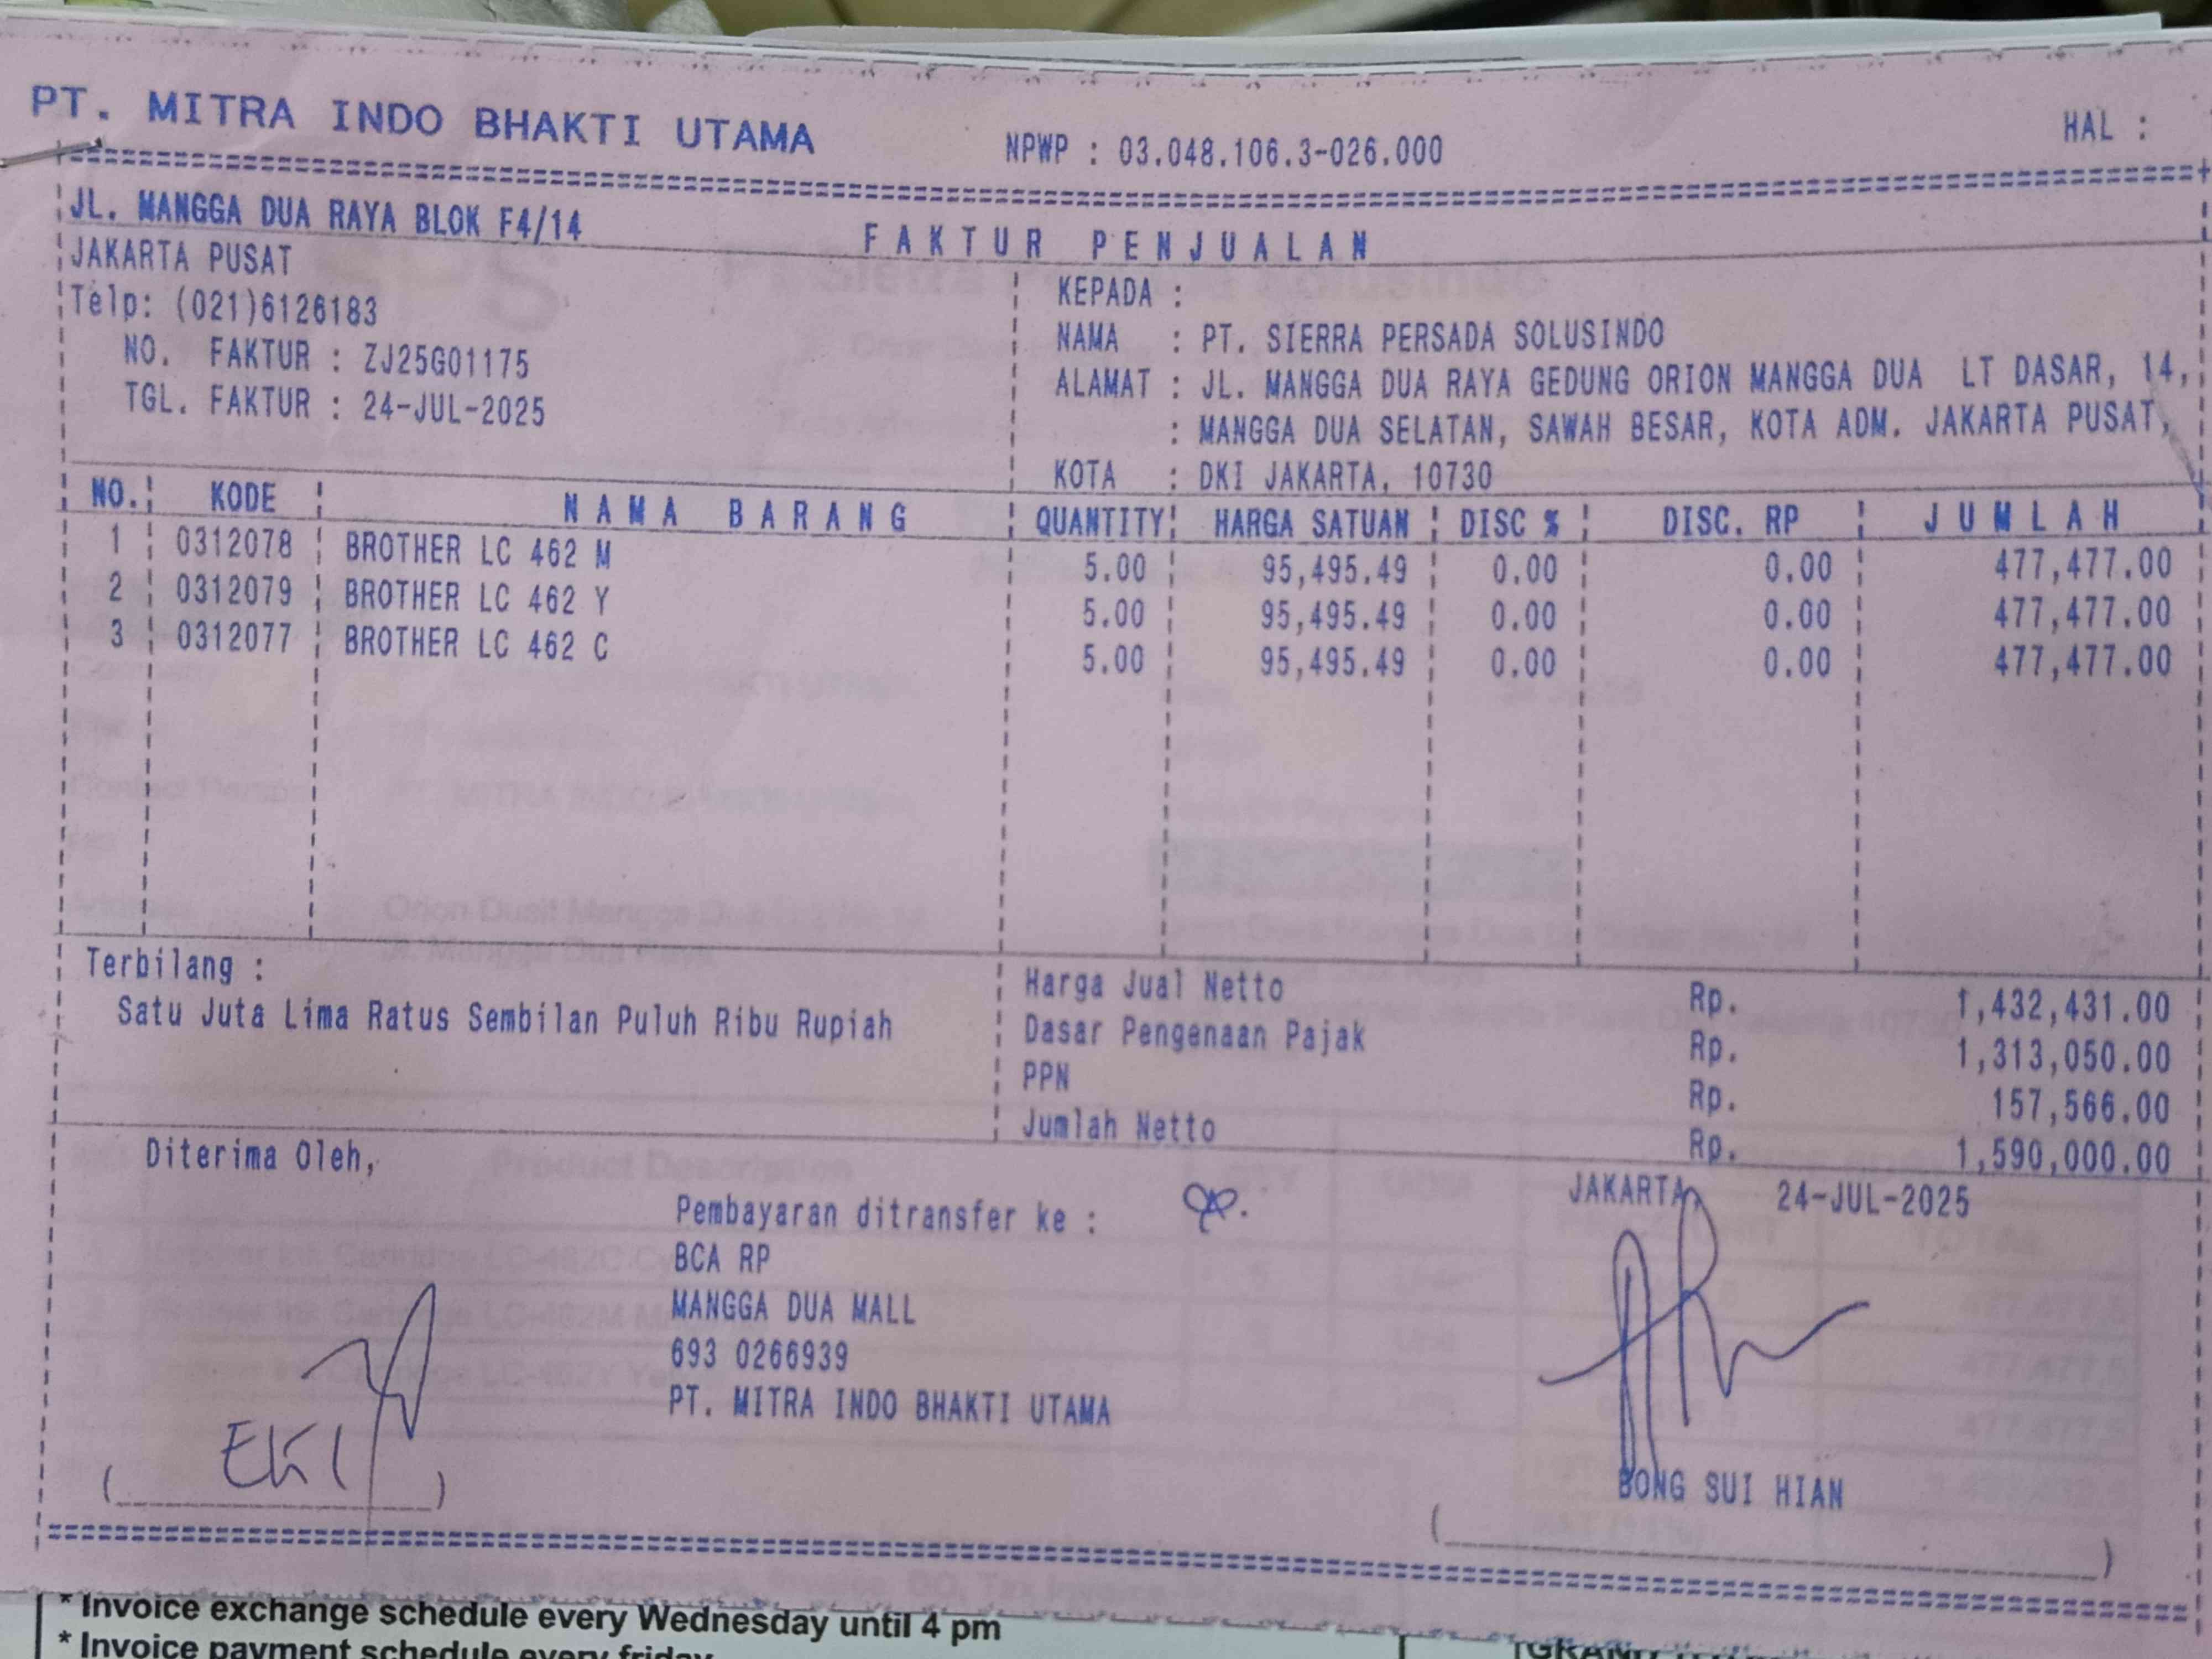 PT. MITRA INDO BHAKTI UTAMA NPWP : 03.048.106.3-026.000 HAL :
JL. MANGGA DUA RAYA BLOK F4/14
FAKTUR PENJUALAN
JAKARTA PUSAT
Telp: (021)6126183
NO. FAKTUR : ZJ25G01175
TGL. FAKTUR : 24-JUL-2025
KEPADA :
NAMA : PT. SIERRA PERSADA SOLUSINDO
ALAMAT : JL. MANGGA DUA RAYA GEDUNG ORION MANGGA DUA LT DASAR, 14,
: MANGGA DUA SELATAN, SAWAH BESAR, KOTA ADM. JAKARTA PUSAT,
KOTA : DKI JAKARTA, 10730
NO. KODE NAMA BARANG QUANTITY HARGA SATUAN DISC % DISC. RP JUMLAH
1 0312078 BROTHER LC 462 M 5.00 95,495.49 0.00 0.00 477,477.00
2 0312079 BROTHER LC 462 Y 5.00 95,495.49 0.00 0.00 477,477.00
3 0312077 BROTHER LC 462 C 5.00 95,495.49 0.00 0.00 477,477.00
Terbilang :
Satu Juta Lima Ratus Sembilan Puluh Ribu Rupiah
Harga Jual Netto Rp. 1,432,431.00
Dasar Pengenaan Pajak Rp. 1,313,050.00
PPN Rp. 157,566.00
Jumlah Netto Rp. 1,590,000.00
Diterima Oleh,
EKI
Pembayaran ditransfer ke :
BCA RP
MANGGA DUA MALL
693 0266939
PT. MITRA INDO BHAKTI UTAMA
JAKARTA, 24-JUL-2025
BONG SUI HIAN
* Invoice exchange schedule every Wednesday until 4 pm
* Invoice payment schedule every friday